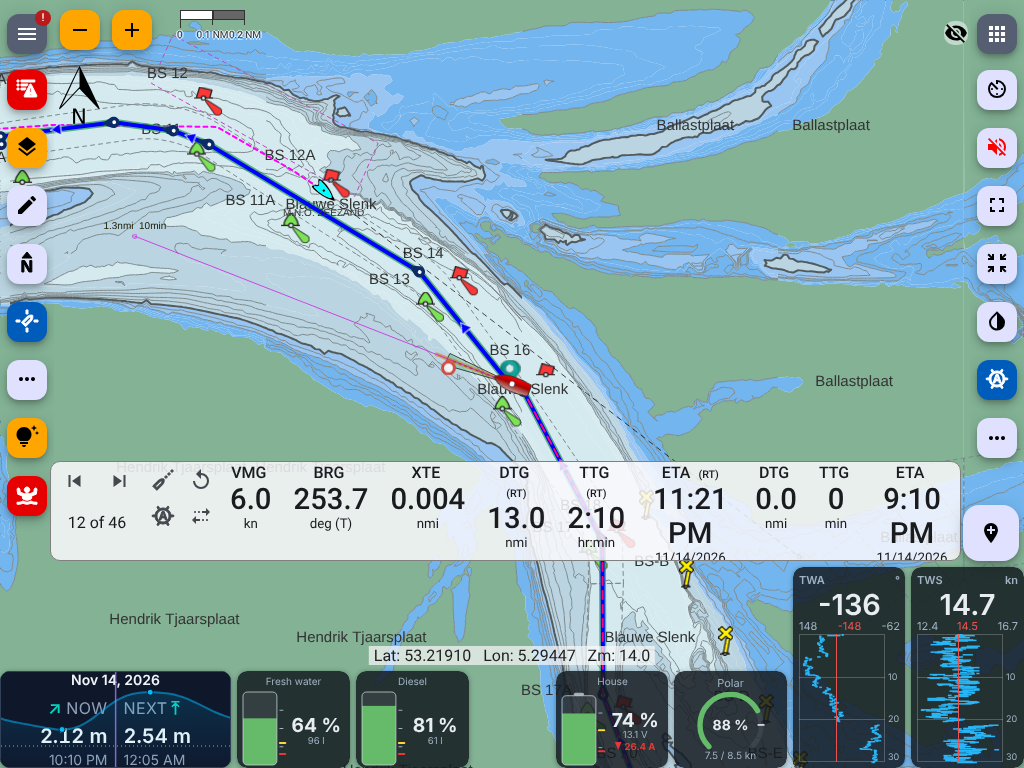 !
0 0.1 NM 0.2 NM
BS 12
N
Ballastplaat
Ballastplaat
BS 12A
BS 11A
Blauwe Slenk
M.N.O. ZEEZAND
1.3nmi 10min
N
BS 14
BS 13
BS 16
Blauwe Slenk
Ballastplaat
Hendrik Tjaarsplaat
Hendrik Tjaarsplaat
VMG
6.0
kn
BRG
253.7
deg (T)
XTE
0.004
nmi
DTG
(RT)
13.0
nmi
TTG
(RT)
2:10
hr:min
ETA (RT)
11:21
PM
11/14/2026
DTG
0.0
nmi
TTG
0
min
ETA
9:10
PM
11/14/2026
12 of 46
BS 18
Ballastplaat
BS-B
Hendrik Tjaarsplaat
Hendrik Tjaarsplaat
Blauwe Slenk
Lat: 53.21910 Lon: 5.29447 Zm: 14.0
BS 17A
TWA °
-136
148 -148 -62
10
20
30
TWS kn
14.7
12.4 14.5 16.7
10
20
30
Nov 14, 2026
NOW NEXT
2.12 m 2.54 m
10:10 PM 12:05 AM
Fresh water
64 %
96 l
Diesel
81 %
61 l
House
74 %
13.1 V
▼26.4 A
Polar
88 %
7.5 / 8.5 kn
BS-E